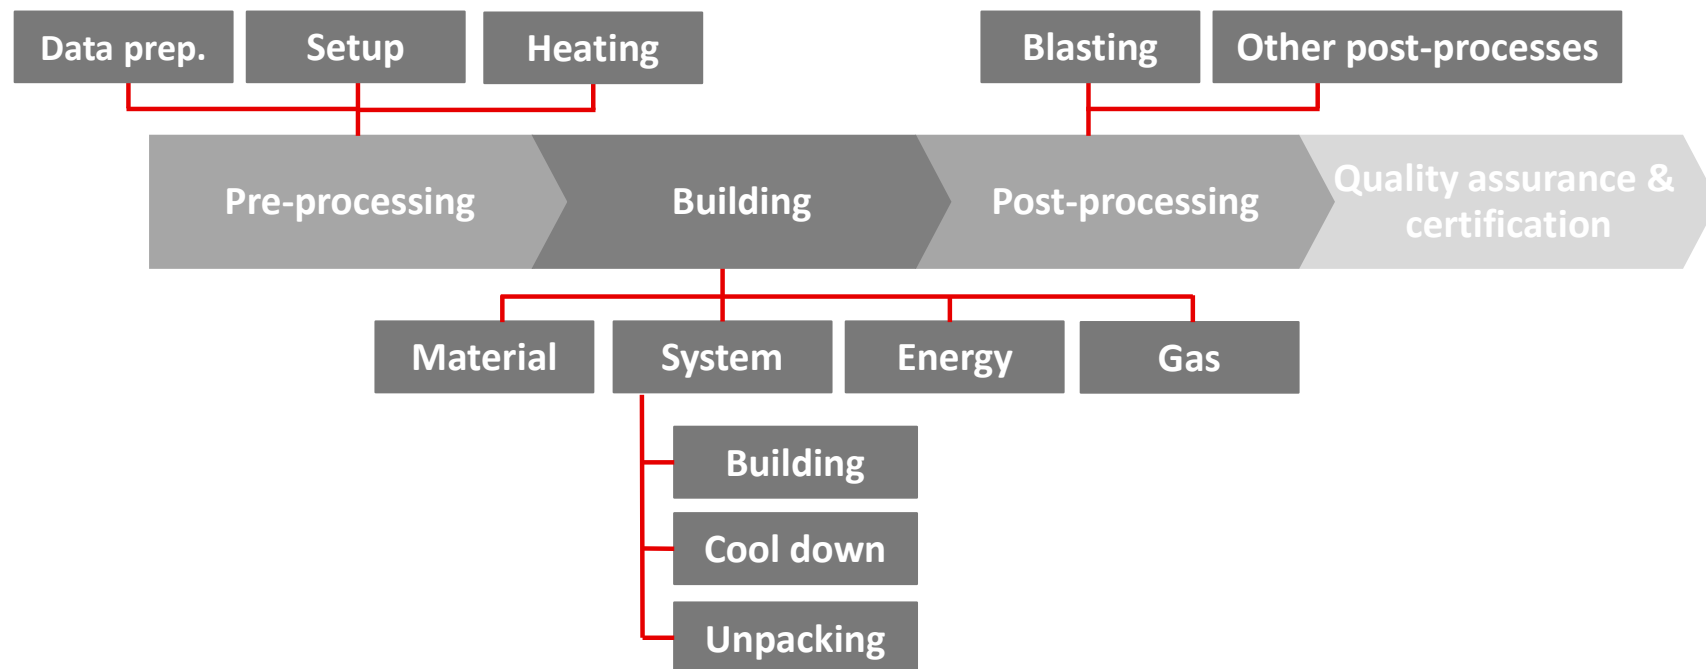 Data prep.
Setup
Heating
Blasting
Other post-processes
Pre-processing
Building
Post-processing
Quality assurance &
certification
Material
System
Energy
Gas
Building
Cool down
Unpacking